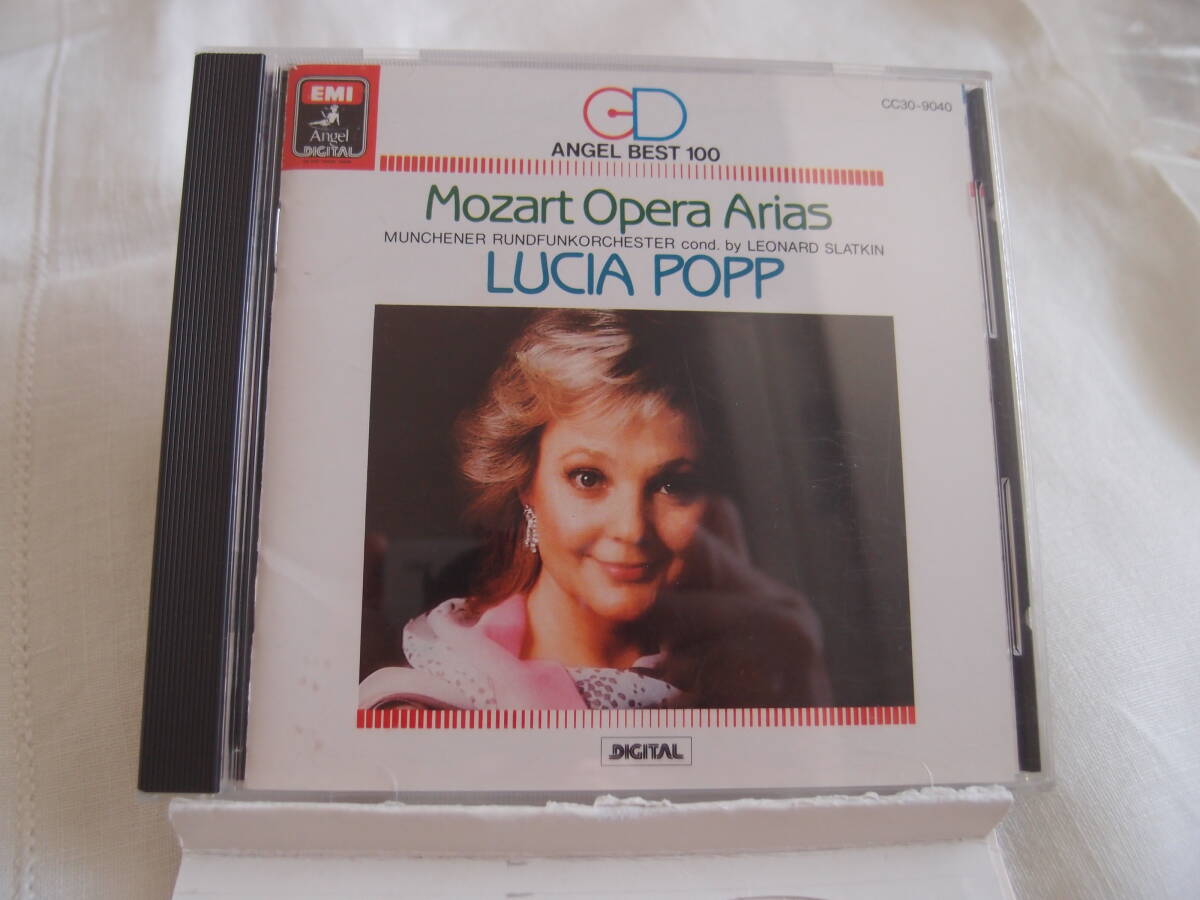 EMI
Angel
DIGITAL
CD
ANGEL BEST 100
CC30-9040
Mozart Opera Arias
MUNCHENER RUNDFUNKORCHESTER cond. by LEONARD SLATKIN
LUCIA POPP
DIGITAL